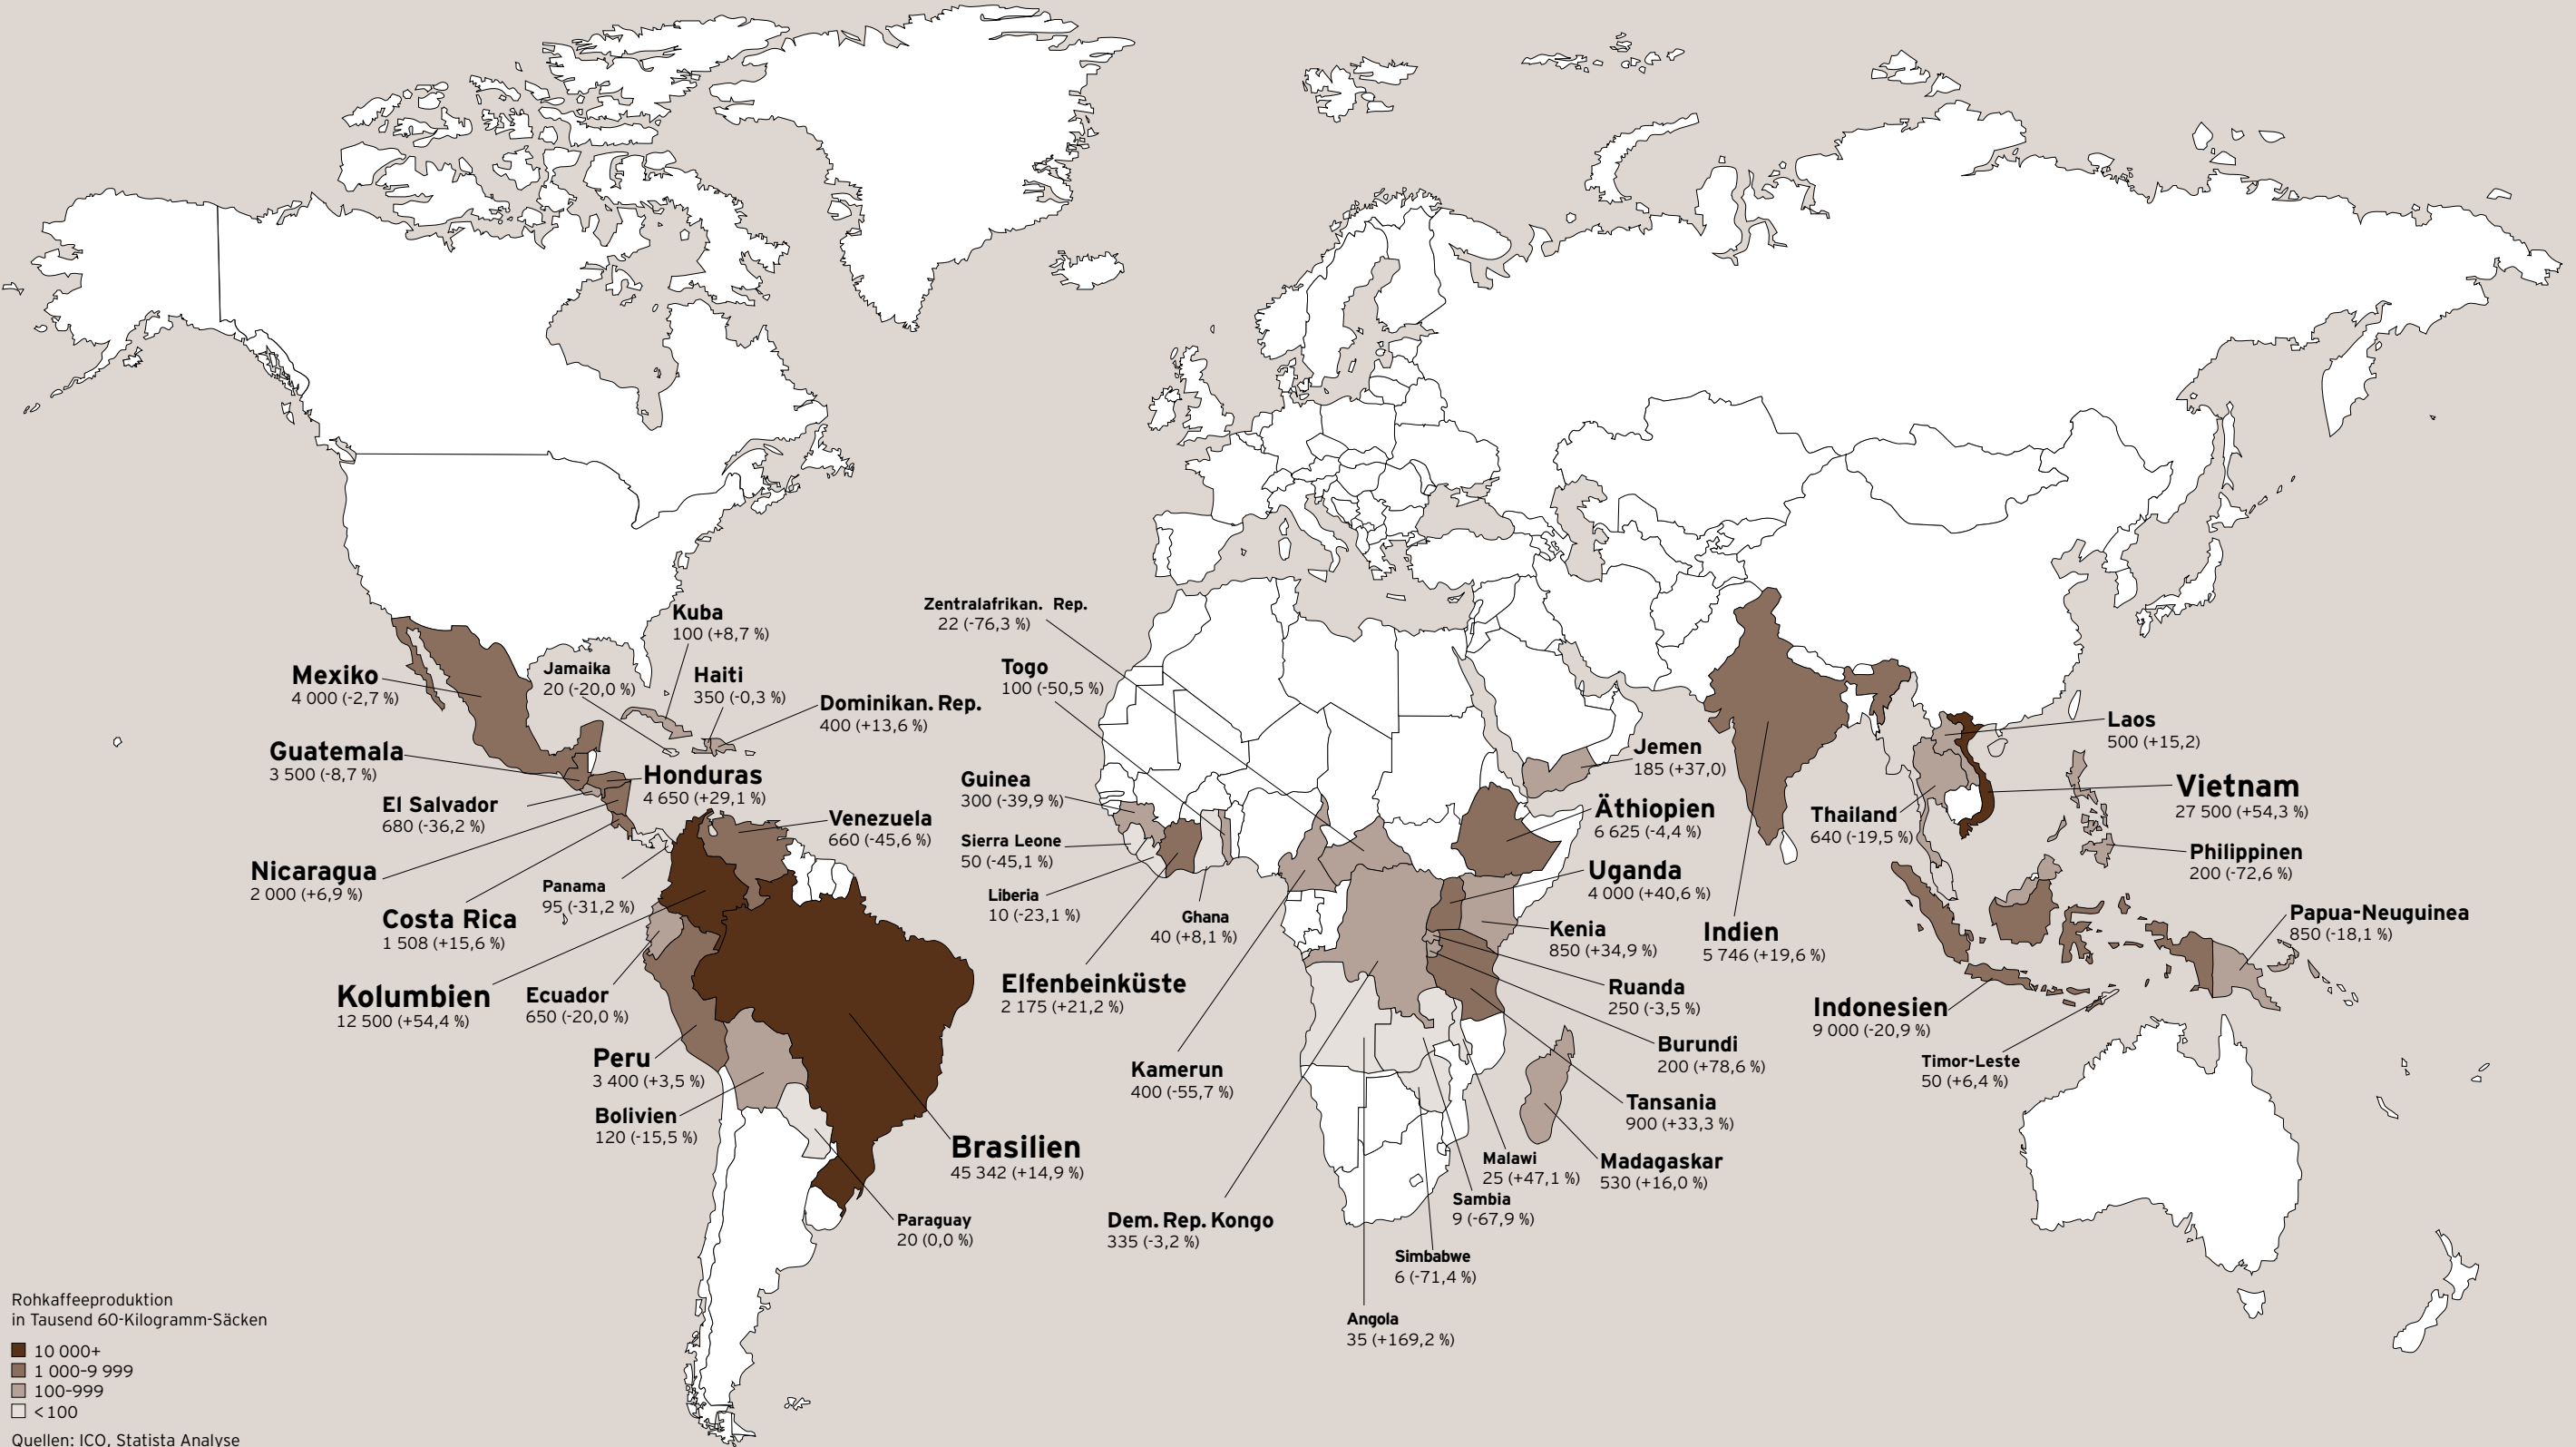 Kuba
100 (+8,7 %)
Zentralafrikan. Rep.
22 (-76,3 %)
Mexiko
4 000 (-2,7 %)
Jamaika
20 (-20,0 %)
Haiti
350 (-0,3 %)
Dominikan. Rep.
400 (+13,6 %)
Togo
100 (-50,5 %)
Guatemala
3 500 (-8,7 %)
Honduras
4 650 (+29,1 %)
El Salvador
680 (-36,2 %)
Venezuela
660 (-45,6 %)
Nicaragua
2 000 (+6,9 %)
Panama
95 (-31,2 %)
Costa Rica
1 508 (+15,6 %)
Kolumbien
12 500 (+54,4 %)
Ecuador
650 (-20,0 %)
Peru
3 400 (+3,5 %)
Bolivien
120 (-15,5 %)
Brasilien
45 342 (+14,9 %)
Paraguay
20 (0,0 %)
Guinea
300 (-39,9 %)
Sierra Leone
50 (-45,1 %)
Liberia
10 (-23,1 %)
Ghana
40 (+8,1 %)
Elfenbeinküste
2 175 (+21,2 %)
Kamerun
400 (-55,7 %)
Dem. Rep. Kongo
335 (-3,2 %)
Angola
35 (+169,2 %)
Simbabwe
6 (-71,4 %)
Sambia
9 (-67,9 %)
Malawi
25 (+47,1 %)
Madagaskar
530 (+16,0 %)
Tansania
900 (+33,3 %)
Burundi
200 (+78,6 %)
Ruanda
250 (-3,5 %)
Kenia
850 (+34,9 %)
Uganda
4 000 (+40,6 %)
Äthiopien
6 625 (-4,4 %)
Jemen
185 (+37,0)
Indien
5 746 (+19,6 %)
Thailand
640 (-19,5 %)
Laos
500 (+15,2)
Vietnam
27 500 (+54,3 %)
Philippinen
200 (-72,6 %)
Papua-Neuguinea
850 (-18,1 %)
Indonesien
9 000 (-20,9 %)
Timor-Leste
50 (+6,4 %)
Rohkaffeeproduktion
in Tausend 60-Kilogramm-Säcken
10 000+
1 000-9 999
100-999
< 100
Quellen: ICO, Statista Analyse